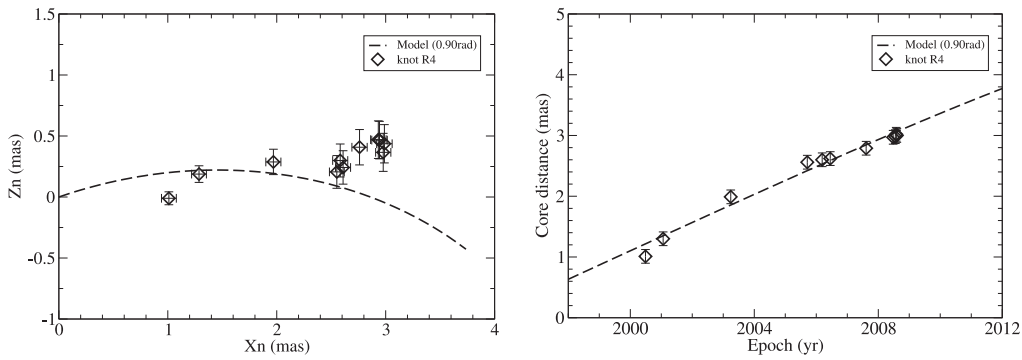 1.5
1
0.5
0
-0.5
-1
Zn (mas)
0
1
2
3
4
Xn (mas)
Model (0.90rad)
knot R4
5
4
3
2
1
0
Core distance (mas)
2000
2004
2008
2012
Epoch (yr)
Model (0.90rad)
knot R4